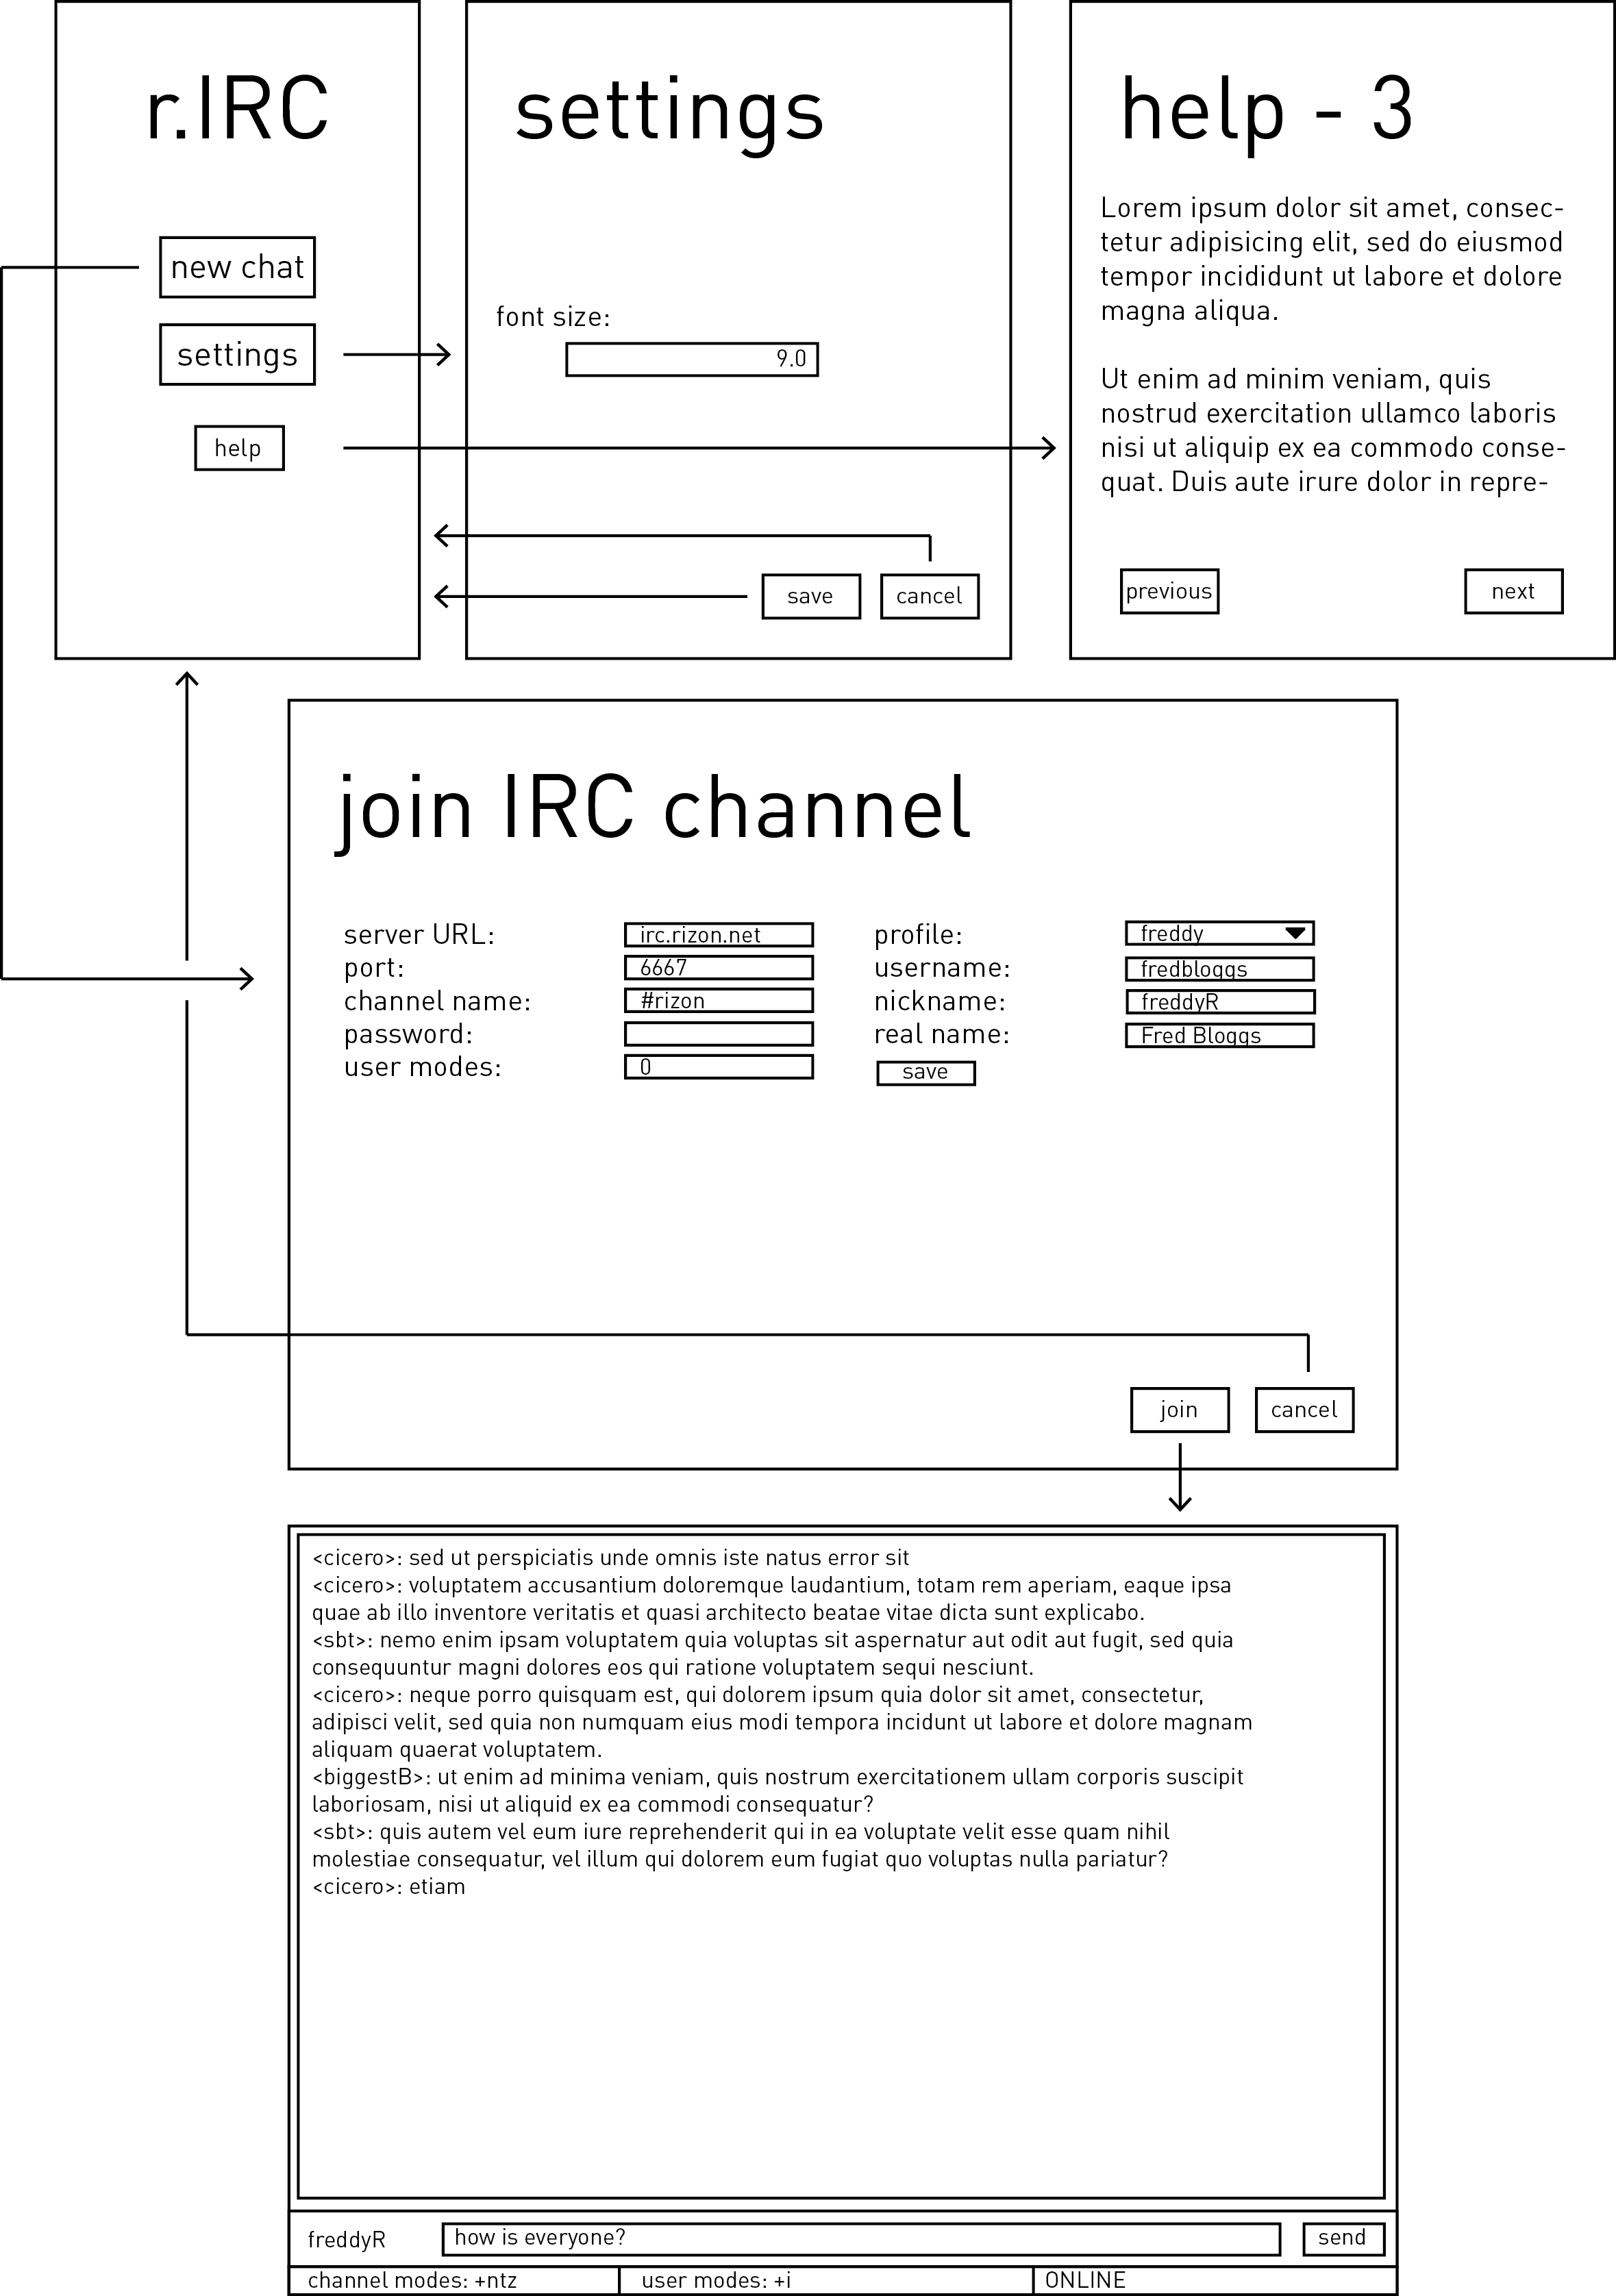 r.IRC
new chat
settings
help
settings
font size:
9.0
save
cancel
help - 3
Lorem ipsum dolor sit amet, consec-
tetur adipisicing elit, sed do eiusmod
tempor incididunt ut labore et dolore
magna aliqua.
Ut enim ad minim veniam, quis
nostrud exercitation ullamco laboris
nisi ut aliquip ex ea commodo conse-
quat. Duis aute irure dolor in repre-
previous
next
join IRC channel
server URL:
irc.rizon.net
port:
6667
channel name:
#rizon
password:
user modes:
0
profile:
freddy
username:
fredbloggs
nickname:
freddyR
real name:
Fred Bloggs
save
join
cancel
<cicero>: sed ut perspiciatis unde omnis iste natus error sit
<cicero>: voluptatem accusantium doloremque laudantium, totam rem aperiam, eaque ipsa
quae ab illo inventore veritatis et quasi architecto beatae vitae dicta sunt explicabo.
<sbt>: nemo enim ipsam voluptatem quia voluptas sit aspernatur aut odit aut fugit, sed quia
consequuntur magni dolores eos qui ratione voluptatem sequi nesciunt.
<cicero>: neque porro quisquam est, qui dolorem ipsum quia dolor sit amet, consectetur,
adipisci velit, sed quia non numquam eius modi tempora incidunt ut labore et dolore magnam
aliquam quaerat voluptatem.
<biggestB>: ut enim ad minima veniam, quis nostrum exercitationem ullam corporis suscipit
laboriosam, nisi ut aliquid ex ea commodi consequatur?
<sbt>: quis autem vel eum iure reprehenderit qui in ea voluptate velit esse quam nihil
molestiae consequatur, vel illum qui dolorem eum fugiat quo voluptas nulla pariatur?
<cicero>: etiam
freddyR
how is everyone?
send
channel modes: +ntz
user modes: +i
ONLINE